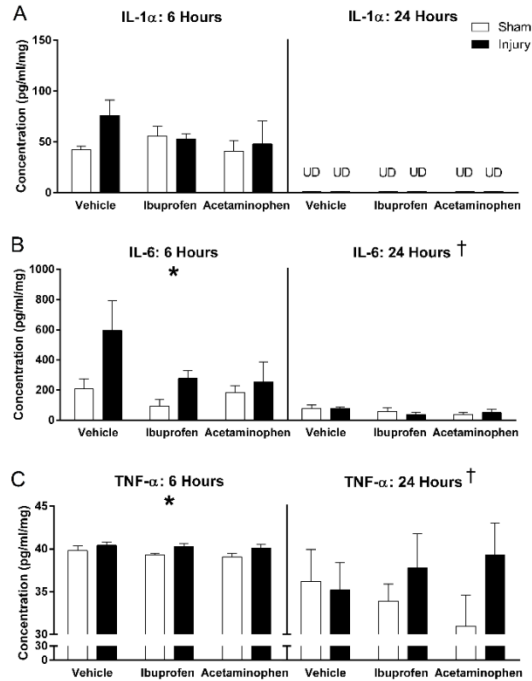 A
IL-1α: 6 Hours
IL-1α: 24 Hours
Sham
Injury
Concentration (pg/ml/mg)
150
100
50
0
UD UD UD UD UD UD
Vehicle Ibuprofen Acetaminophen Vehicle Ibuprofen Acetaminophen
B
IL-6: 6 Hours
IL-6: 24 Hours †
*
Concentration (pg/ml/mg)
1000
800
600
400
200
0
Vehicle Ibuprofen Acetaminophen Vehicle Ibuprofen Acetaminophen
C
TNF-α: 6 Hours
TNF-α: 24 Hours †
*
Concentration (pg/ml/mg)
45
40
35
30
30
0
Vehicle Ibuprofen Acetaminophen Vehicle Ibuprofen Acetaminophen